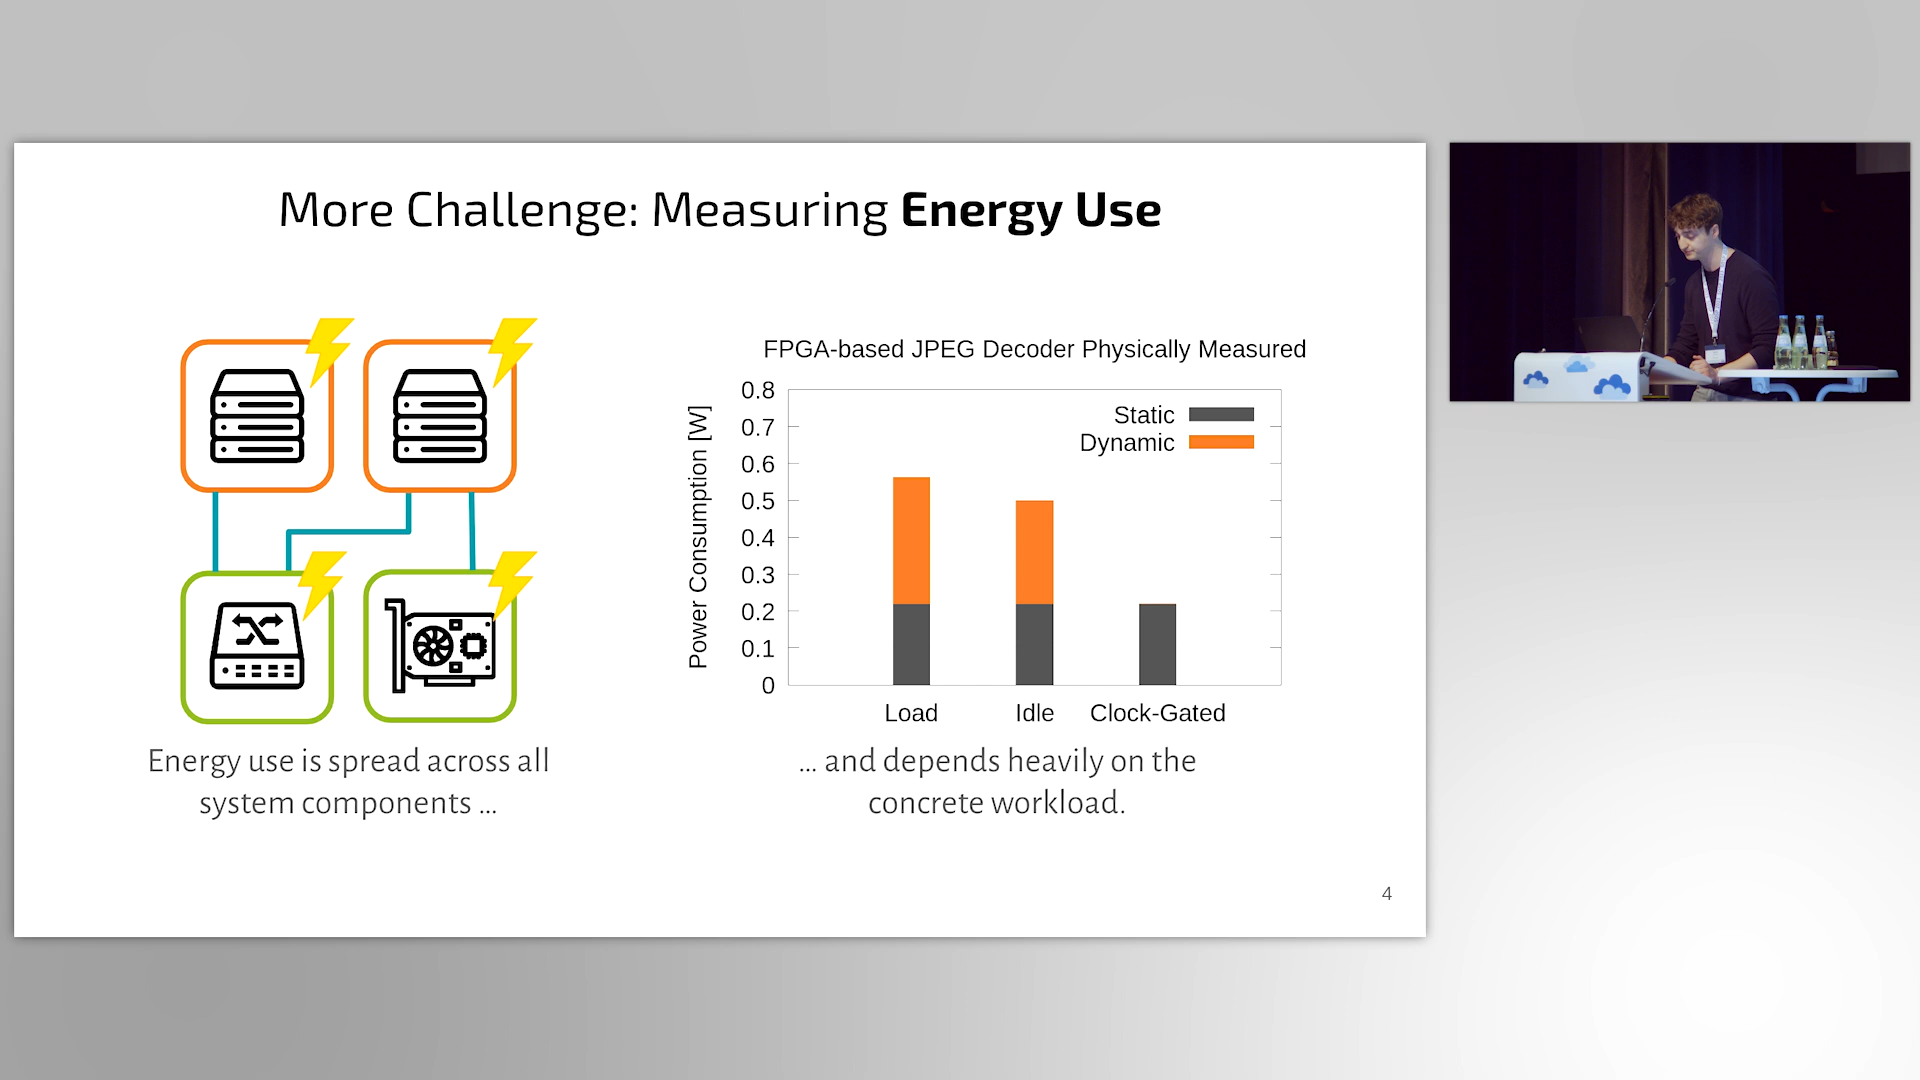 More Challenge: Measuring Energy Use
Energy use is spread across all
system components ...
FPGA-based JPEG Decoder Physically Measured
Power Consumption [W]
0.8
0.7
0.6
0.5
0.4
0.3
0.2
0.1
0
Static
Dynamic
Load Idle Clock-Gated
... and depends heavily on the
concrete workload.
4